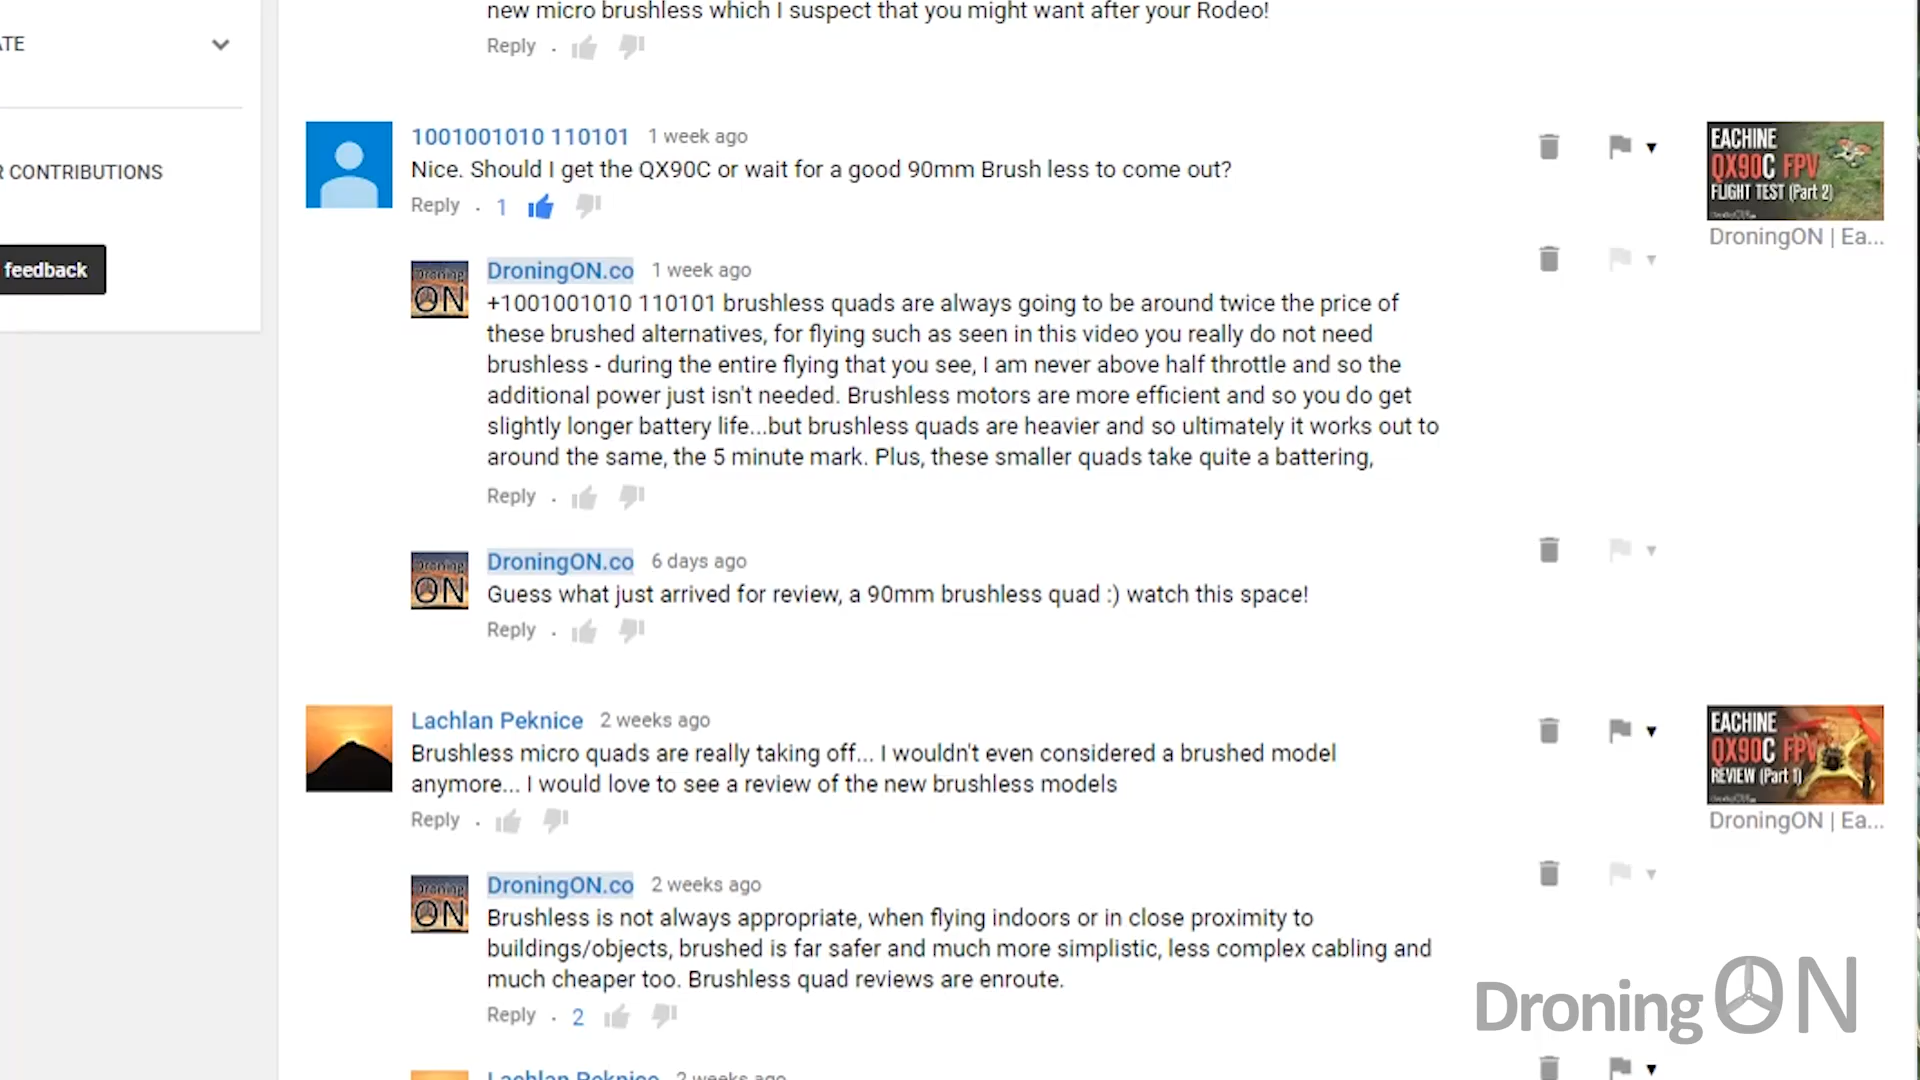 new micro brushless which I suspect that you might want after your Rodeo!
Reply .
ATE
R CONTRIBUTIONS
feedback
1001001010 110101 1 week ago
Nice. Should I get the QX90C or wait for a good 90mm Brush less to come out?
Reply . 1
EACHINE
QX90C FPV
FLIGHT TEST (Part 2)
DroningON | Ea...
Droning
ON
DroningON.co 1 week ago
+1001001010 110101 brushless quads are always going to be around twice the price of
these brushed alternatives, for flying such as seen in this video you really do not need
brushless - during the entire flying that you see, I am never above half throttle and so the
additional power just isn't needed. Brushless motors are more efficient and so you do get
slightly longer battery life...but brushless quads are heavier and so ultimately it works out to
around the same, the 5 minute mark. Plus, these smaller quads take quite a battering,
Reply .
Droning
ON
DroningON.co 6 days ago
Guess what just arrived for review, a 90mm brushless quad :) watch this space!
Reply .
Lachlan Peknice 2 weeks ago
Brushless micro quads are really taking off... I wouldn't even considered a brushed model
anymore... I would love to see a review of the new brushless models
Reply .
EACHINE
QX90C FPV
REVIEW (Part 1)
DroningON | Ea...
Droning
ON
DroningON.co 2 weeks ago
Brushless is not always appropriate, when flying indoors or in close proximity to
buildings/objects, brushed is far safer and much more simplistic, less complex cabling and
much cheaper too. Brushless quad reviews are enroute.
Reply . 2
DroningON
Lachlan Peknice 2 weeks ago